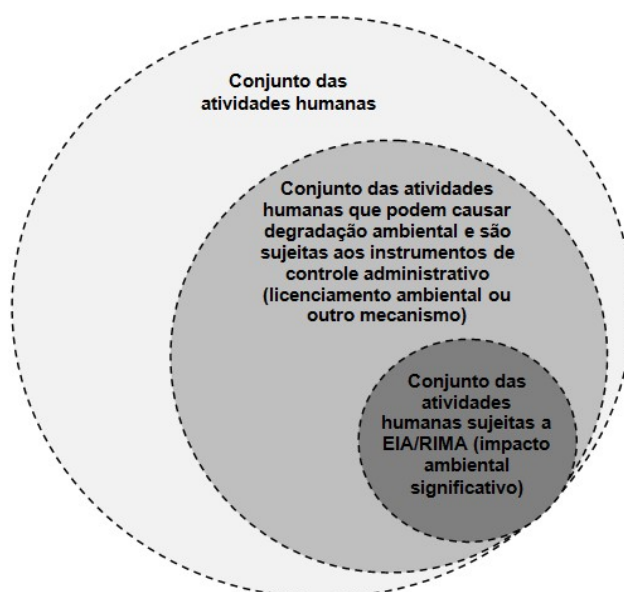 Conjunto das
atividades humanas
Conjunto das atividades
humanas que podem causar
degradação ambiental e são
sujeitas aos instrumentos de
controle administrativo
(licenciamento ambiental ou
outro mecanismo)
Conjunto das
atividades
humanas sujeitas a
EIA/RIMA (impacto
ambiental
significativo)